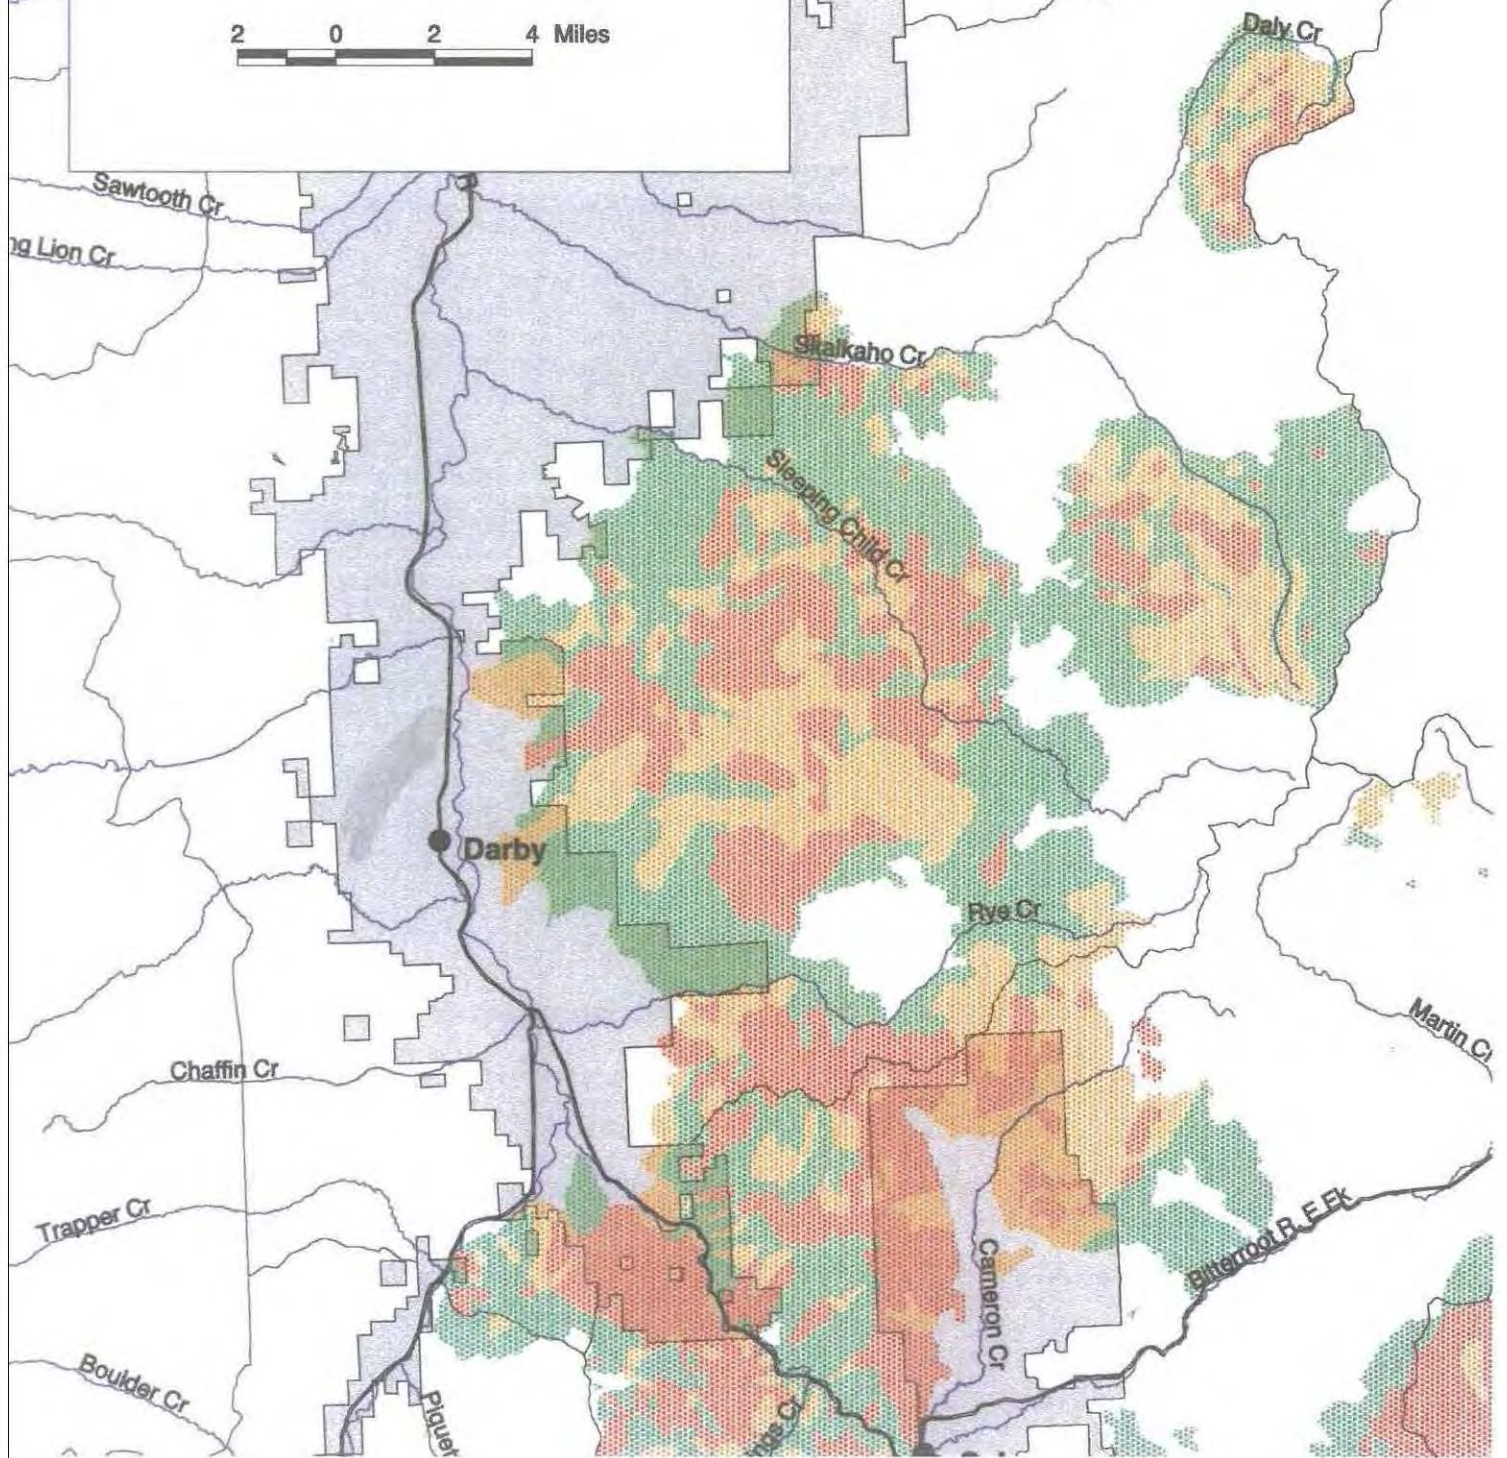 2 0 2 4 Miles
Daly Cr
Sawtooth Cr
Lion Cr
Skalkaho Cr
Sleeping Child Cr
Darby
Rye Cr
Martin
Chaffin Cr
Trapper Cr
Bitterroot R. E Fk
Cameron Cr
Boulder Cr
Piquet